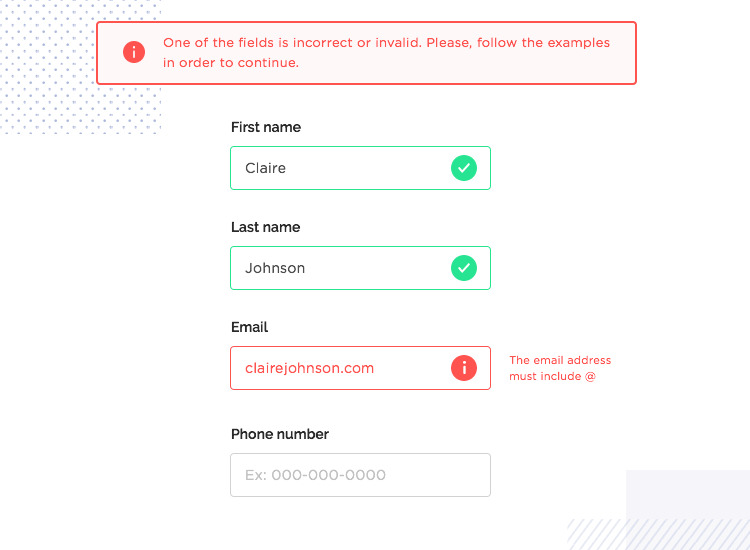 One of the fields is incorrect or invalid. Please, follow the examples
in order to continue.
First name
Claire
Last name
Johnson
Email
clairejohnson.com
The email address
must include @
Phone number
Ex: 000-000-0000